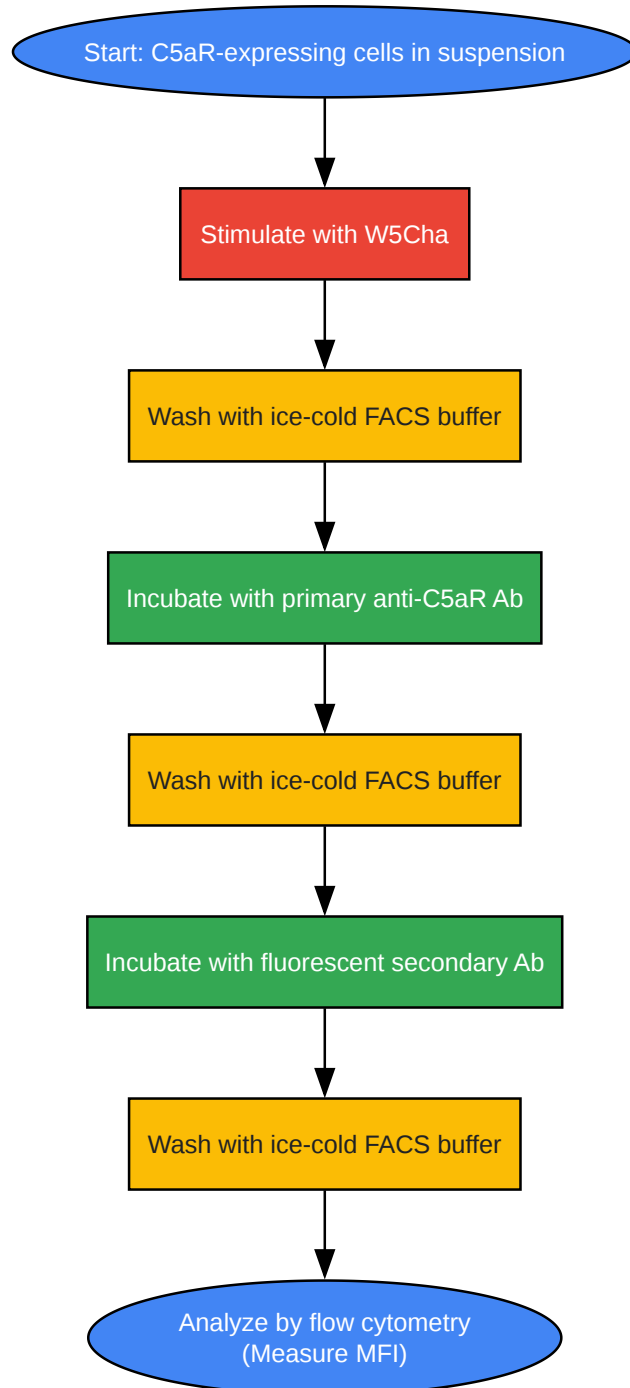 Start: C5aR-expressing cells in suspension
Stimulate with W5Cha
Wash with ice-cold FACS buffer
Incubate with primary anti-C5aR Ab
Wash with ice-cold FACS buffer
Incubate with fluorescent secondary Ab
Wash with ice-cold FACS buffer
Analyze by flow cytometry
(Measure MFI)